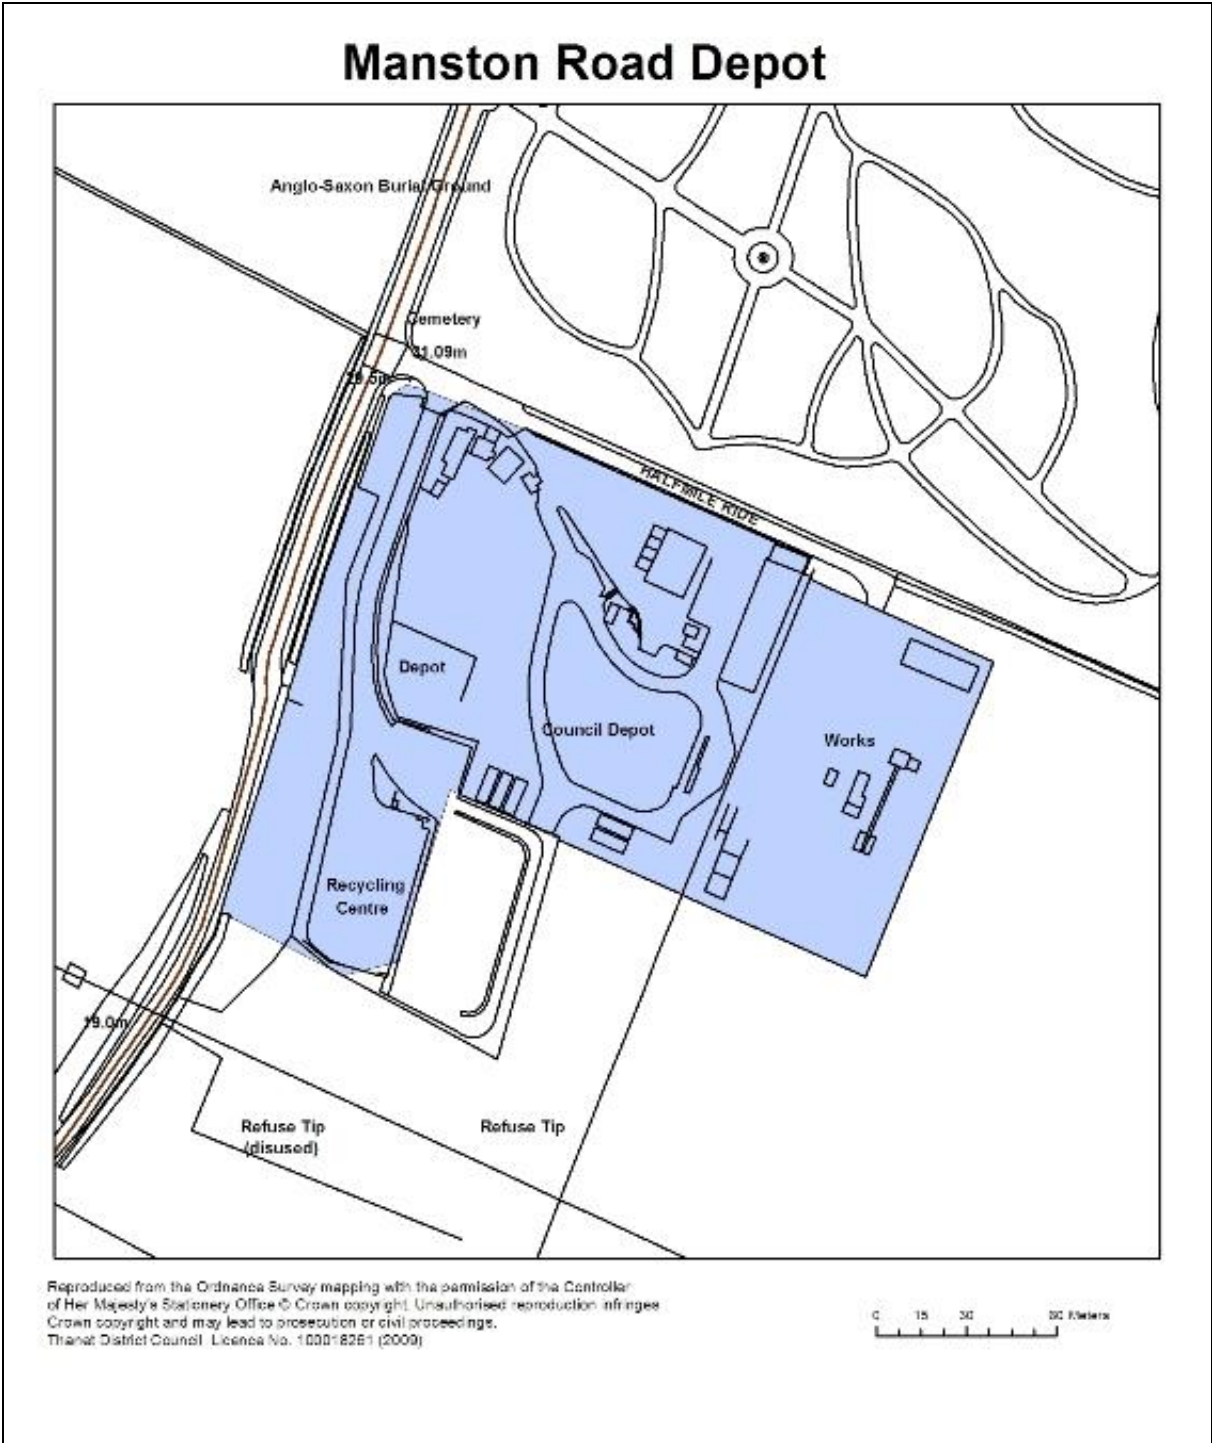 Manston Road Depot
Anglo-Saxon Burial Ground
Cemetery
31.09m
28.5m
HALFMILE RIDE
Depot
Council Depot
Works
Recycling
Centre
19.0m
Refuse Tip
(disused)
Refuse Tip
Reproduced from the Ordnance Survey mapping with the permission of the Controller
of Her Majesty's Stationery Office © Crown copyright. Unauthorised reproduction infringes
Crown copyright and may lead to prosecution or civil proceedings.
Thanet District Council Licence No. 100018261 (2009)
0 15 30 60 Meters